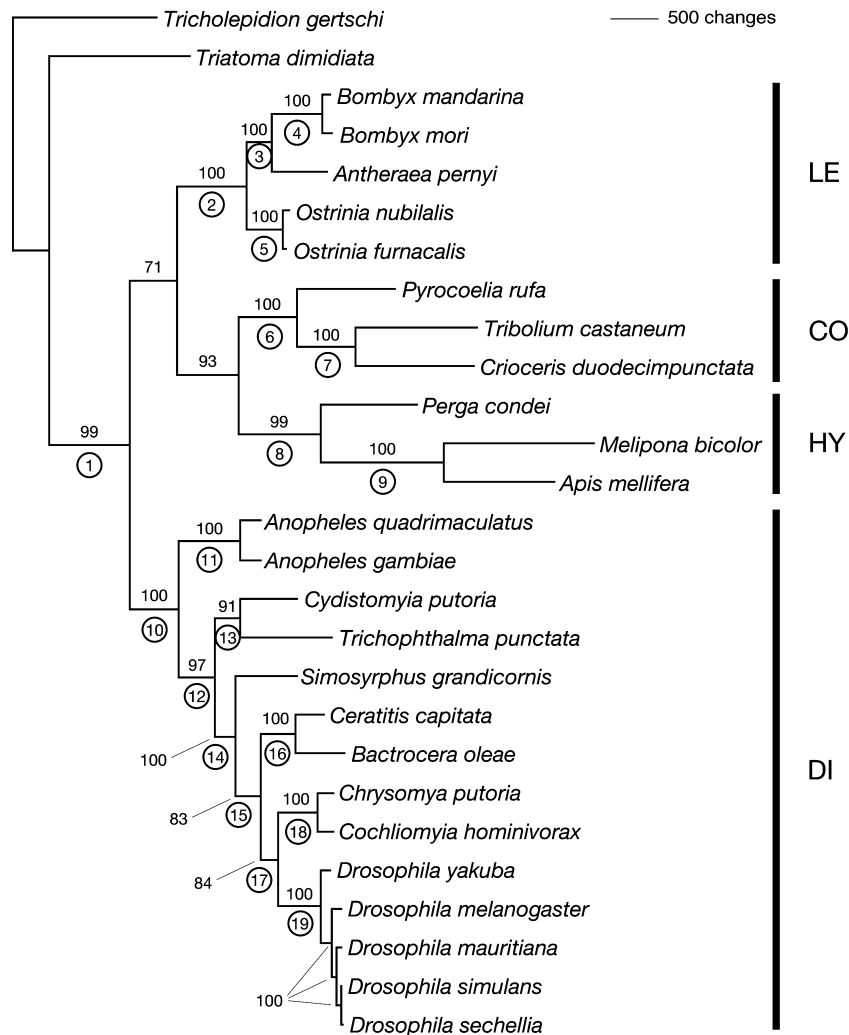 Tricholepidion gertschi
500 changes
Triatoma dimidiata
100
Bombyx mandarina
4
100
Bombyx mori
3
100
Antheraea pernyi
LE
2
100
Ostrinia nubilalis
5
Ostrinia furnacalis
71
Pyrocoelia rufa
100
6
Tribolium castaneum
CO
100
7
93
Crioceris duodecimpunctata
Perga condei
99
8
99
1
Melipona bicolor
HY
100
9
Apis mellifera
100
Anopheles quadrimaculatus
11
Anopheles gambiae
100
10
91
Cydistomyia putoria
13
Trichophthalma punctata
97
12
Simosyrphus grandicornis
100
14
100
Ceratitis capitata
16
Bactrocera oleae
DI
83
15
100
Chrysomya putoria
18
Cochliomyia hominivorax
84
17
100
Drosophila yakuba
19
Drosophila melanogaster
Drosophila mauritiana
100
Drosophila simulans
Drosophila sechellia